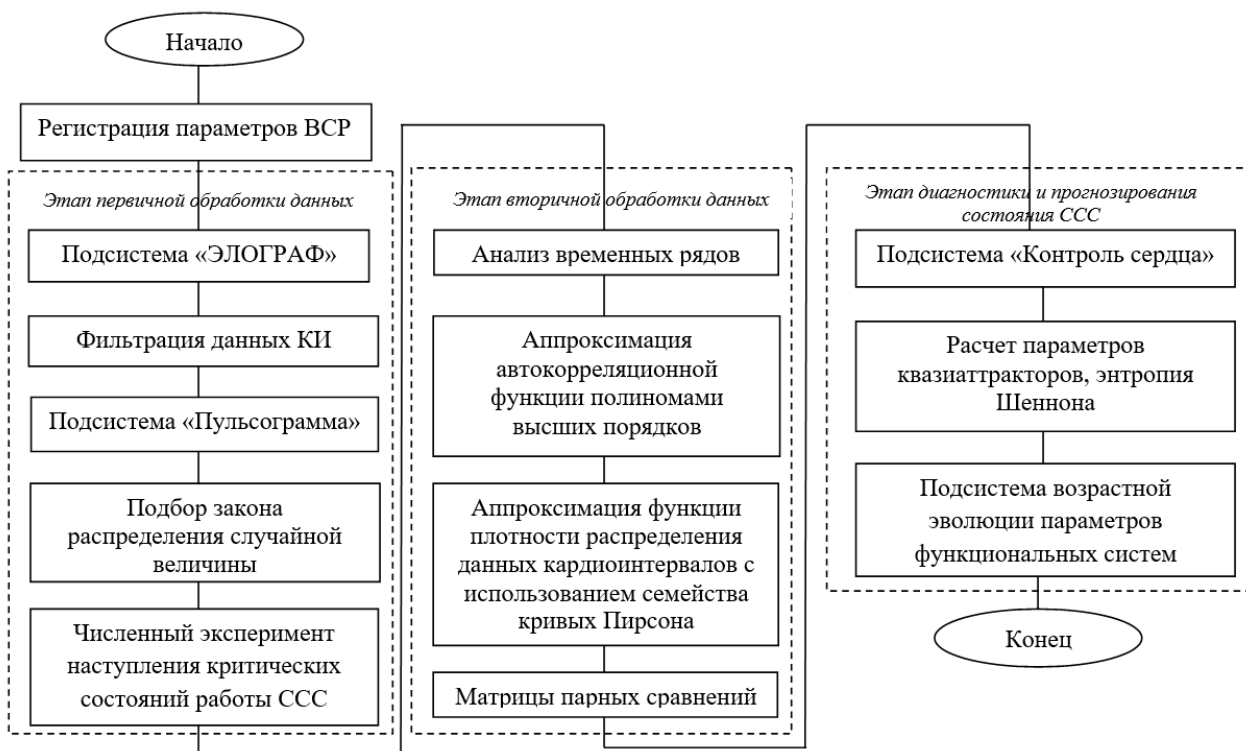 Начало
Регистрация параметров ВСР
Этап первичной обработки данных
Подсистема «ЭЛОГРАФ»
Фильтрация данных КИ
Подсистема «Пульсограмма»
Подбор закона
распределения случайной
величины
Численный эксперимент
наступления критических
состояний работы ССС
Этап вторичной обработки данных
Анализ временных рядов
Аппроксимация
автокорреляционной
функции полиномами
высших порядков
Аппроксимация функции
плотности распределения
данных кардиоинтервалов с
использованием семейства
кривых Пирсона
Матрицы парных сравнений
Этап диагностики и прогнозирования
состояния ССС
Подсистема «Контроль сердца»
Расчет параметров
квазиаттракторов, энтропия
Шеннона
Подсистема возрастной
эволюции параметров
функциональных систем
Конец